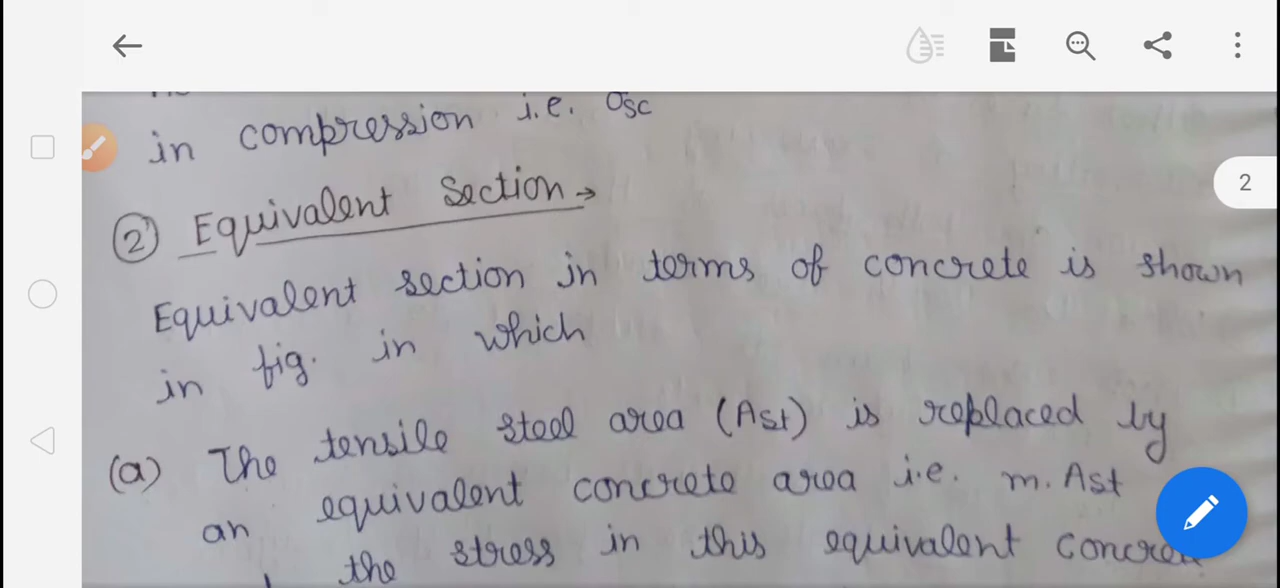 in compression i.e. σsc
2
② Equivalent section →
Equivalent section in terms of concrete is shown
in fig. in which
(a) The tensile steel area (Ast) is replaced by
an equivalent concrete area i.e. m. Ast
the stress in this equivalent